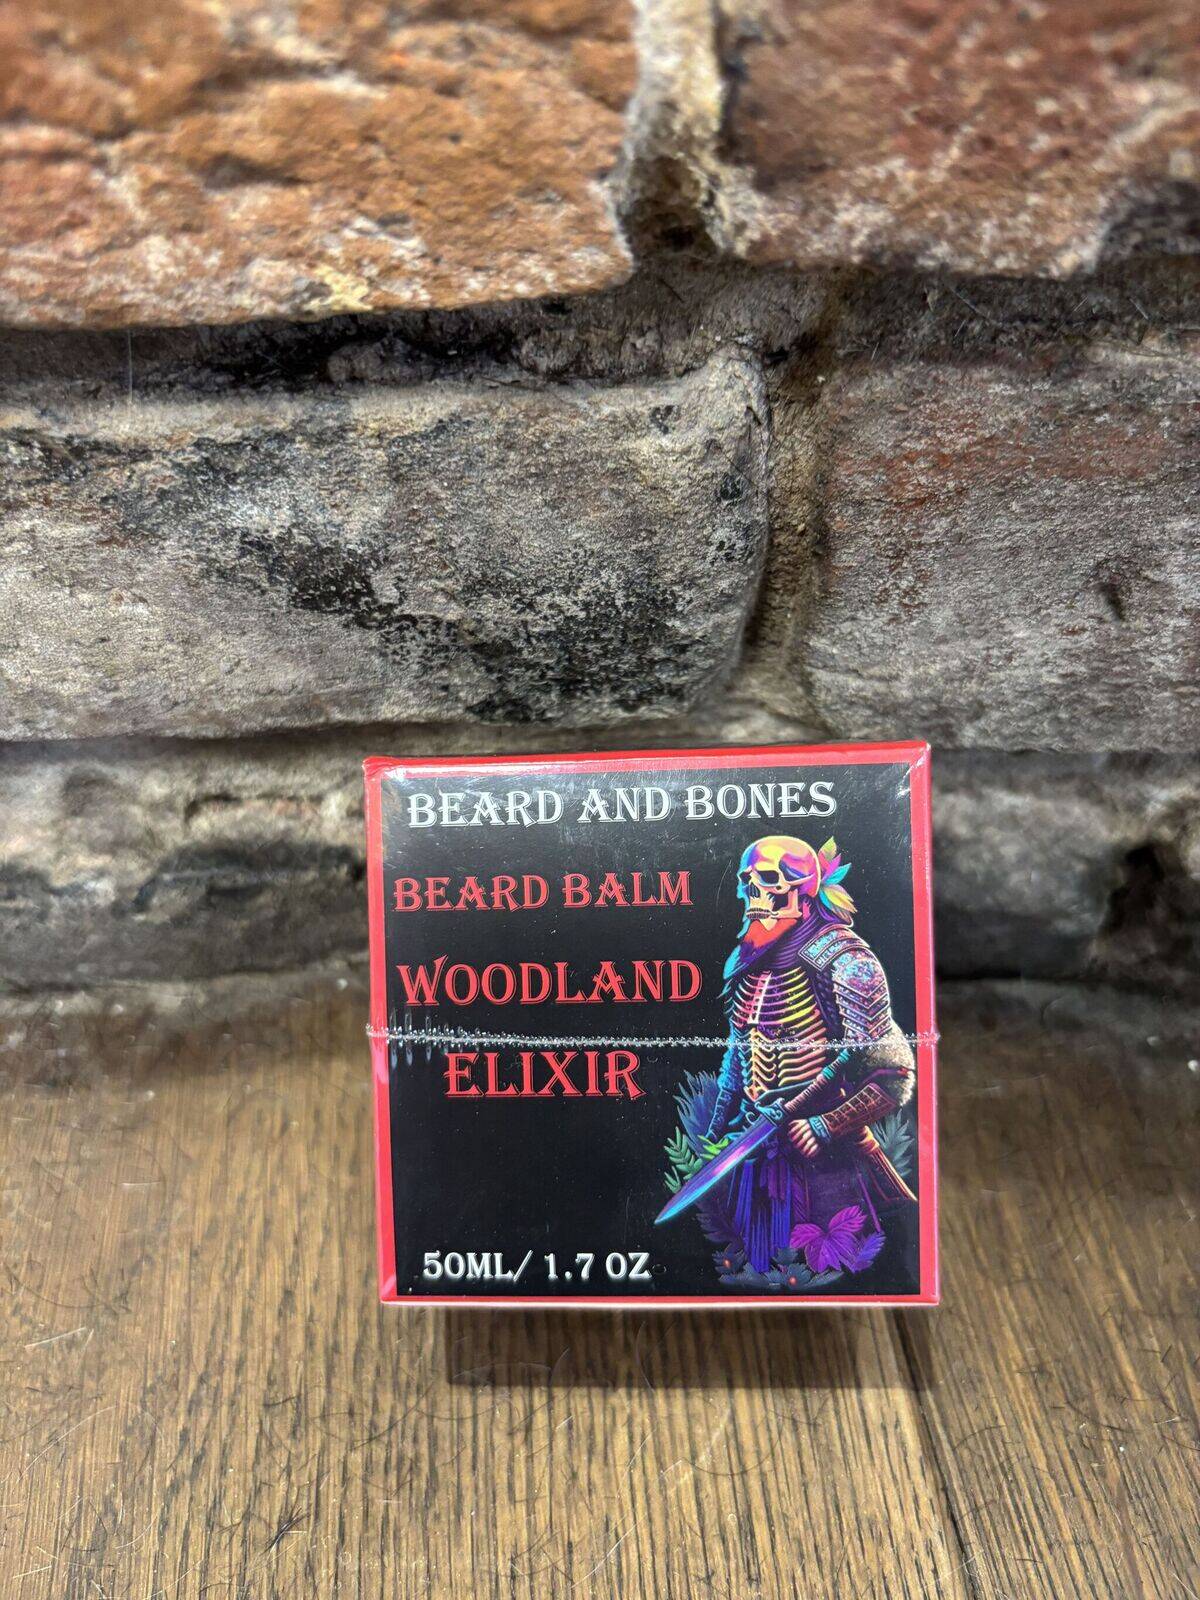 BEARD AND BONES
BEARD BALM
WOODLAND
ELIXIR
50ML/ 1.7 OZ